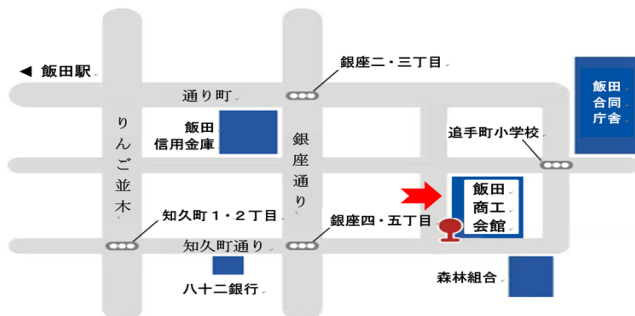 ◀ 飯田駅
銀座二・三丁目
通り町
飯田
合同
庁舎
飯田
信用金庫
追手町小学校
りんご並木
銀座通り
飯田
商工
会館
知久町1・2丁目
銀座四・五丁目
知久町通り
八十二銀行
森林組合